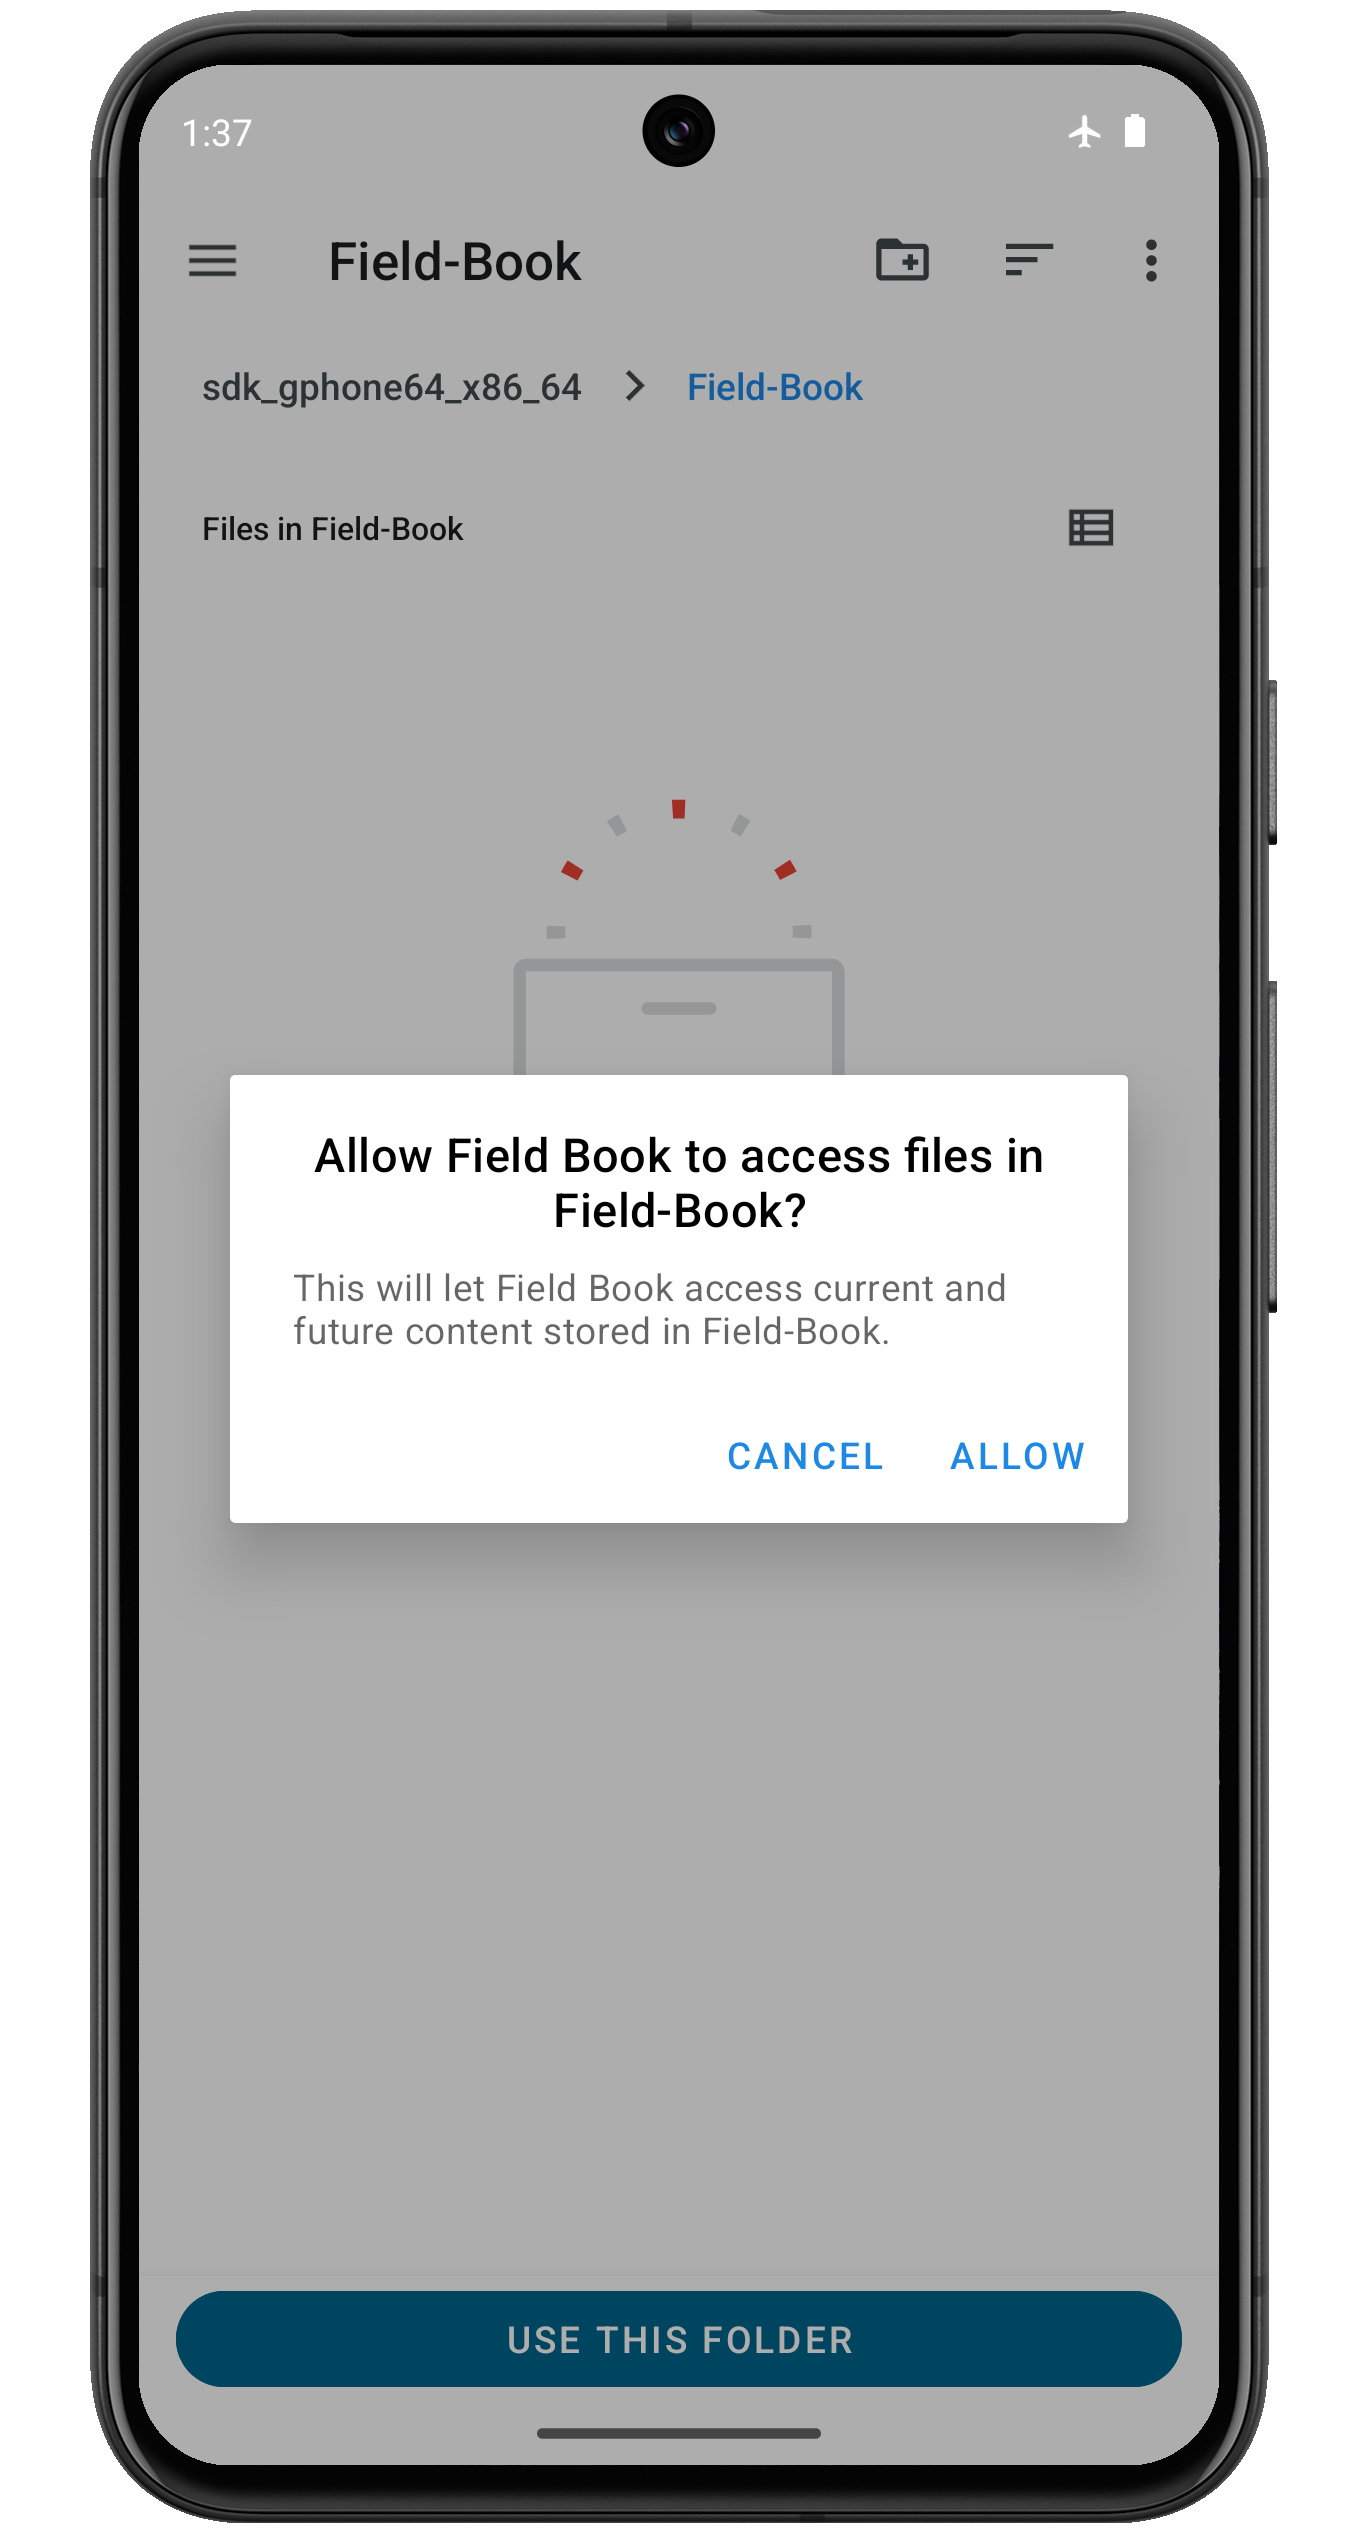 1:37
Field-Book
sdk_gphone64_x86_64 > Field-Book
Files in Field-Book
Allow Field Book to access files in
Field-Book?
This will let Field Book access current and
future content stored in Field-Book.
CANCEL ALLOW
USE THIS FOLDER